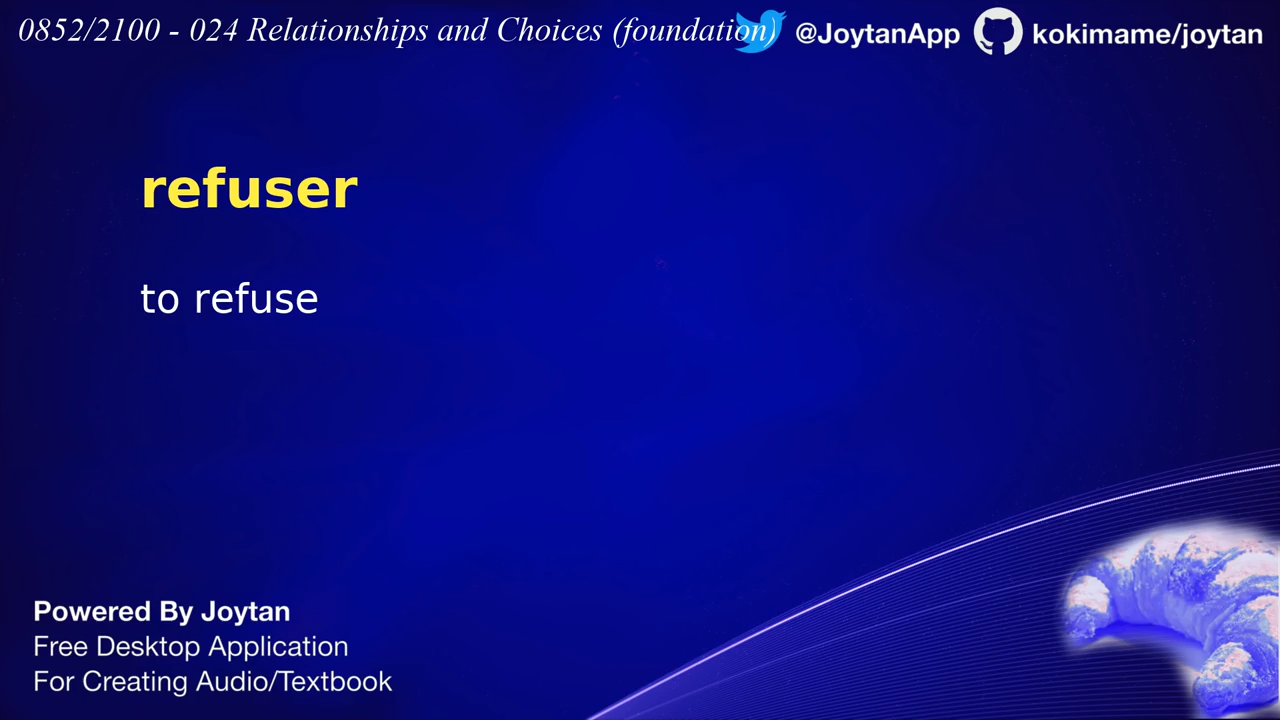 0852/2100 - 024 Relationships and Choices (foundation)
@JoytanApp
kokimame/joytan
refuser
to refuse
Powered By Joytan
Free Desktop Application
For Creating Audio/Textbook